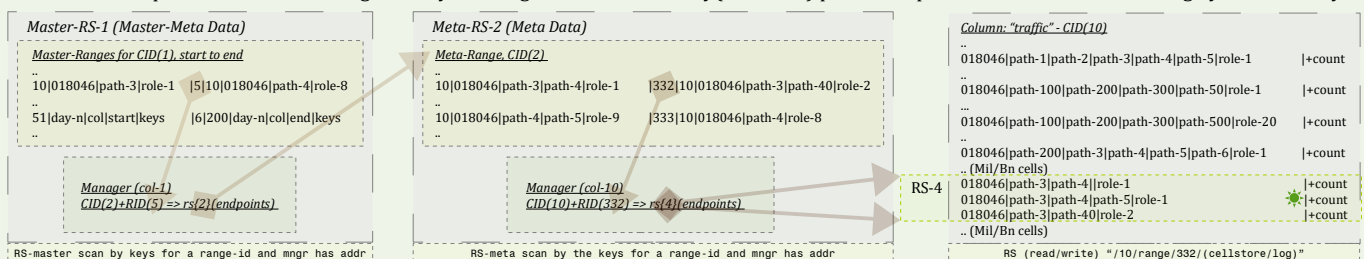 Master-RS-1 (Master-Meta Data)
Master-Ranges for CID(1), start to end
..
10|018046|path-3|role-1 |5|10|018046|path-4|role-8
..
51|day-n|col|start|keys |6|200|day-n|col|end|keys
..
Manager (col-1)
CID(2)+RID(5) => rs{2}(endpoints)
RS-master scan by keys for a range-id and mngr has addr
Meta-RS-2 (Meta Data)
Meta-Range, CID(2)
..
10|018046|path-3|path-4|role-1 |332|10|018046|path-3|path-40|role-2
..
10|018046|path-4|path-5|role-9 |333|10|018046|path-4|role-8
..
Manager (col-10)
CID(10)+RID(332) => rs{4}(endpoints)
RS-meta scan by the keys for a range-id and mngr has addr
Column: "traffic" - CID(10)
..
018046|path-1|path-2|path-3|path-4|path-5|role-1 |+count
..
018046|path-100|path-200|path-300|path-50|role-1 |+count
...
018046|path-100|path-200|path-300|path-500|role-20 |+count
..
018046|path-200|path-3|path-4|path-5|path-6|role-1 |+count
.. (Mil/Bn cells)
RS-4
018046|path-3|path-4||role-1 |+count
018046|path-3|path-4|path-5|role-1 |+count
018046|path-3|path-40|role-2 |+count
.. (Mil/Bn cells)
RS (read/write) "/10/range/332/(cellstore/log)"